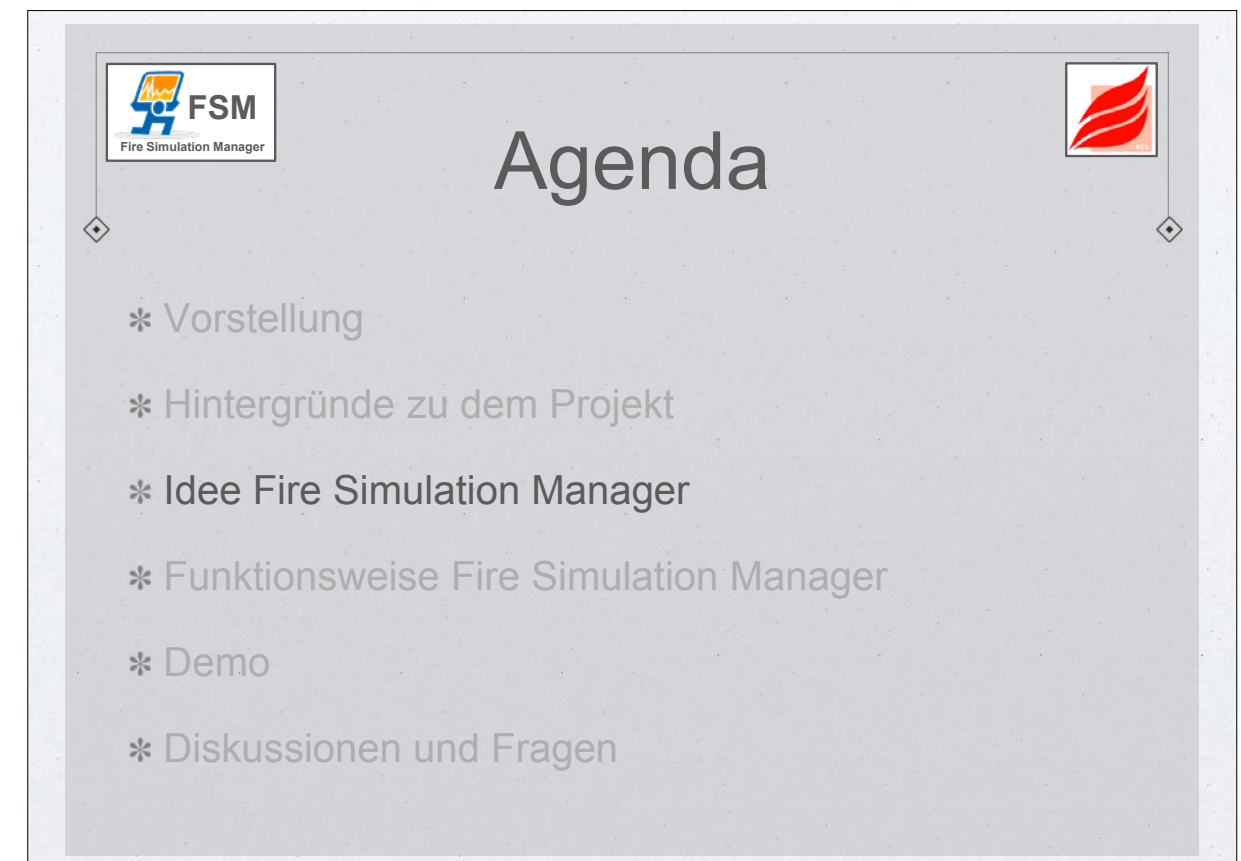 FSM
Fire Simulation Manager
Agenda
Vorstellung
Hintergründe zu dem Projekt
Idee Fire Simulation Manager
Funktionsweise Fire Simulation Manager
Demo
Diskussionen und Fragen